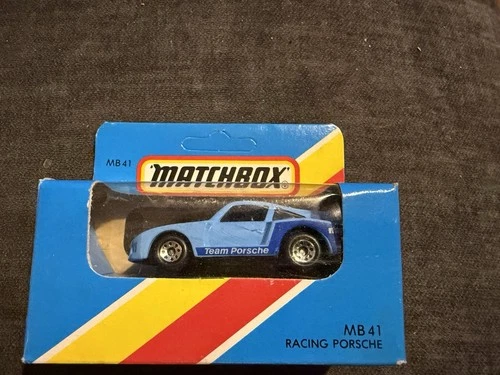 MB 41
MATCHBOX®
Team Porsche
MB 41
RACING PORSCHE